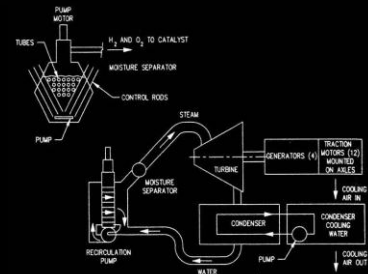 PUMP
MOTOR
TUBES
H2 AND O2 TO CATALYST
MOISTURE SEPARATOR
CONTROL RODS
PUMP
STEAM
TURBINE
GENERATORS (4)
TRACTION
MOTORS (12)
MOUNTED
ON AXLES
MOISTURE
SEPARATOR
COOLING
AIR IN
CONDENSER
CONDENSER
COOLING
WATER
PUMP
RECIRCULATION
PUMP
WATER
COOLING
AIR OUT